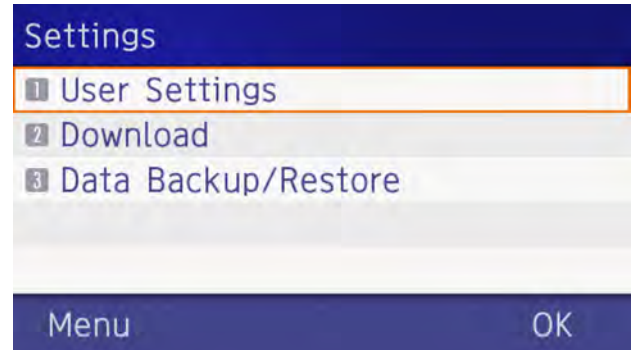 Settings
1 User Settings
2 Download
3 Data Backup/Restore
Menu OK